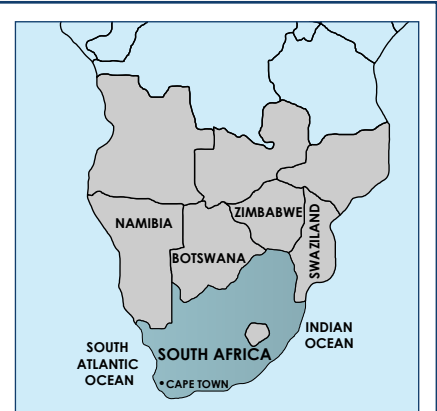 NAMIBIA
ZIMBABWE
SWAZILAND
BOTSWANA
SOUTH
ATLANTIC
OCEAN
SOUTH AFRICA
INDIAN
OCEAN
•CAPE TOWN